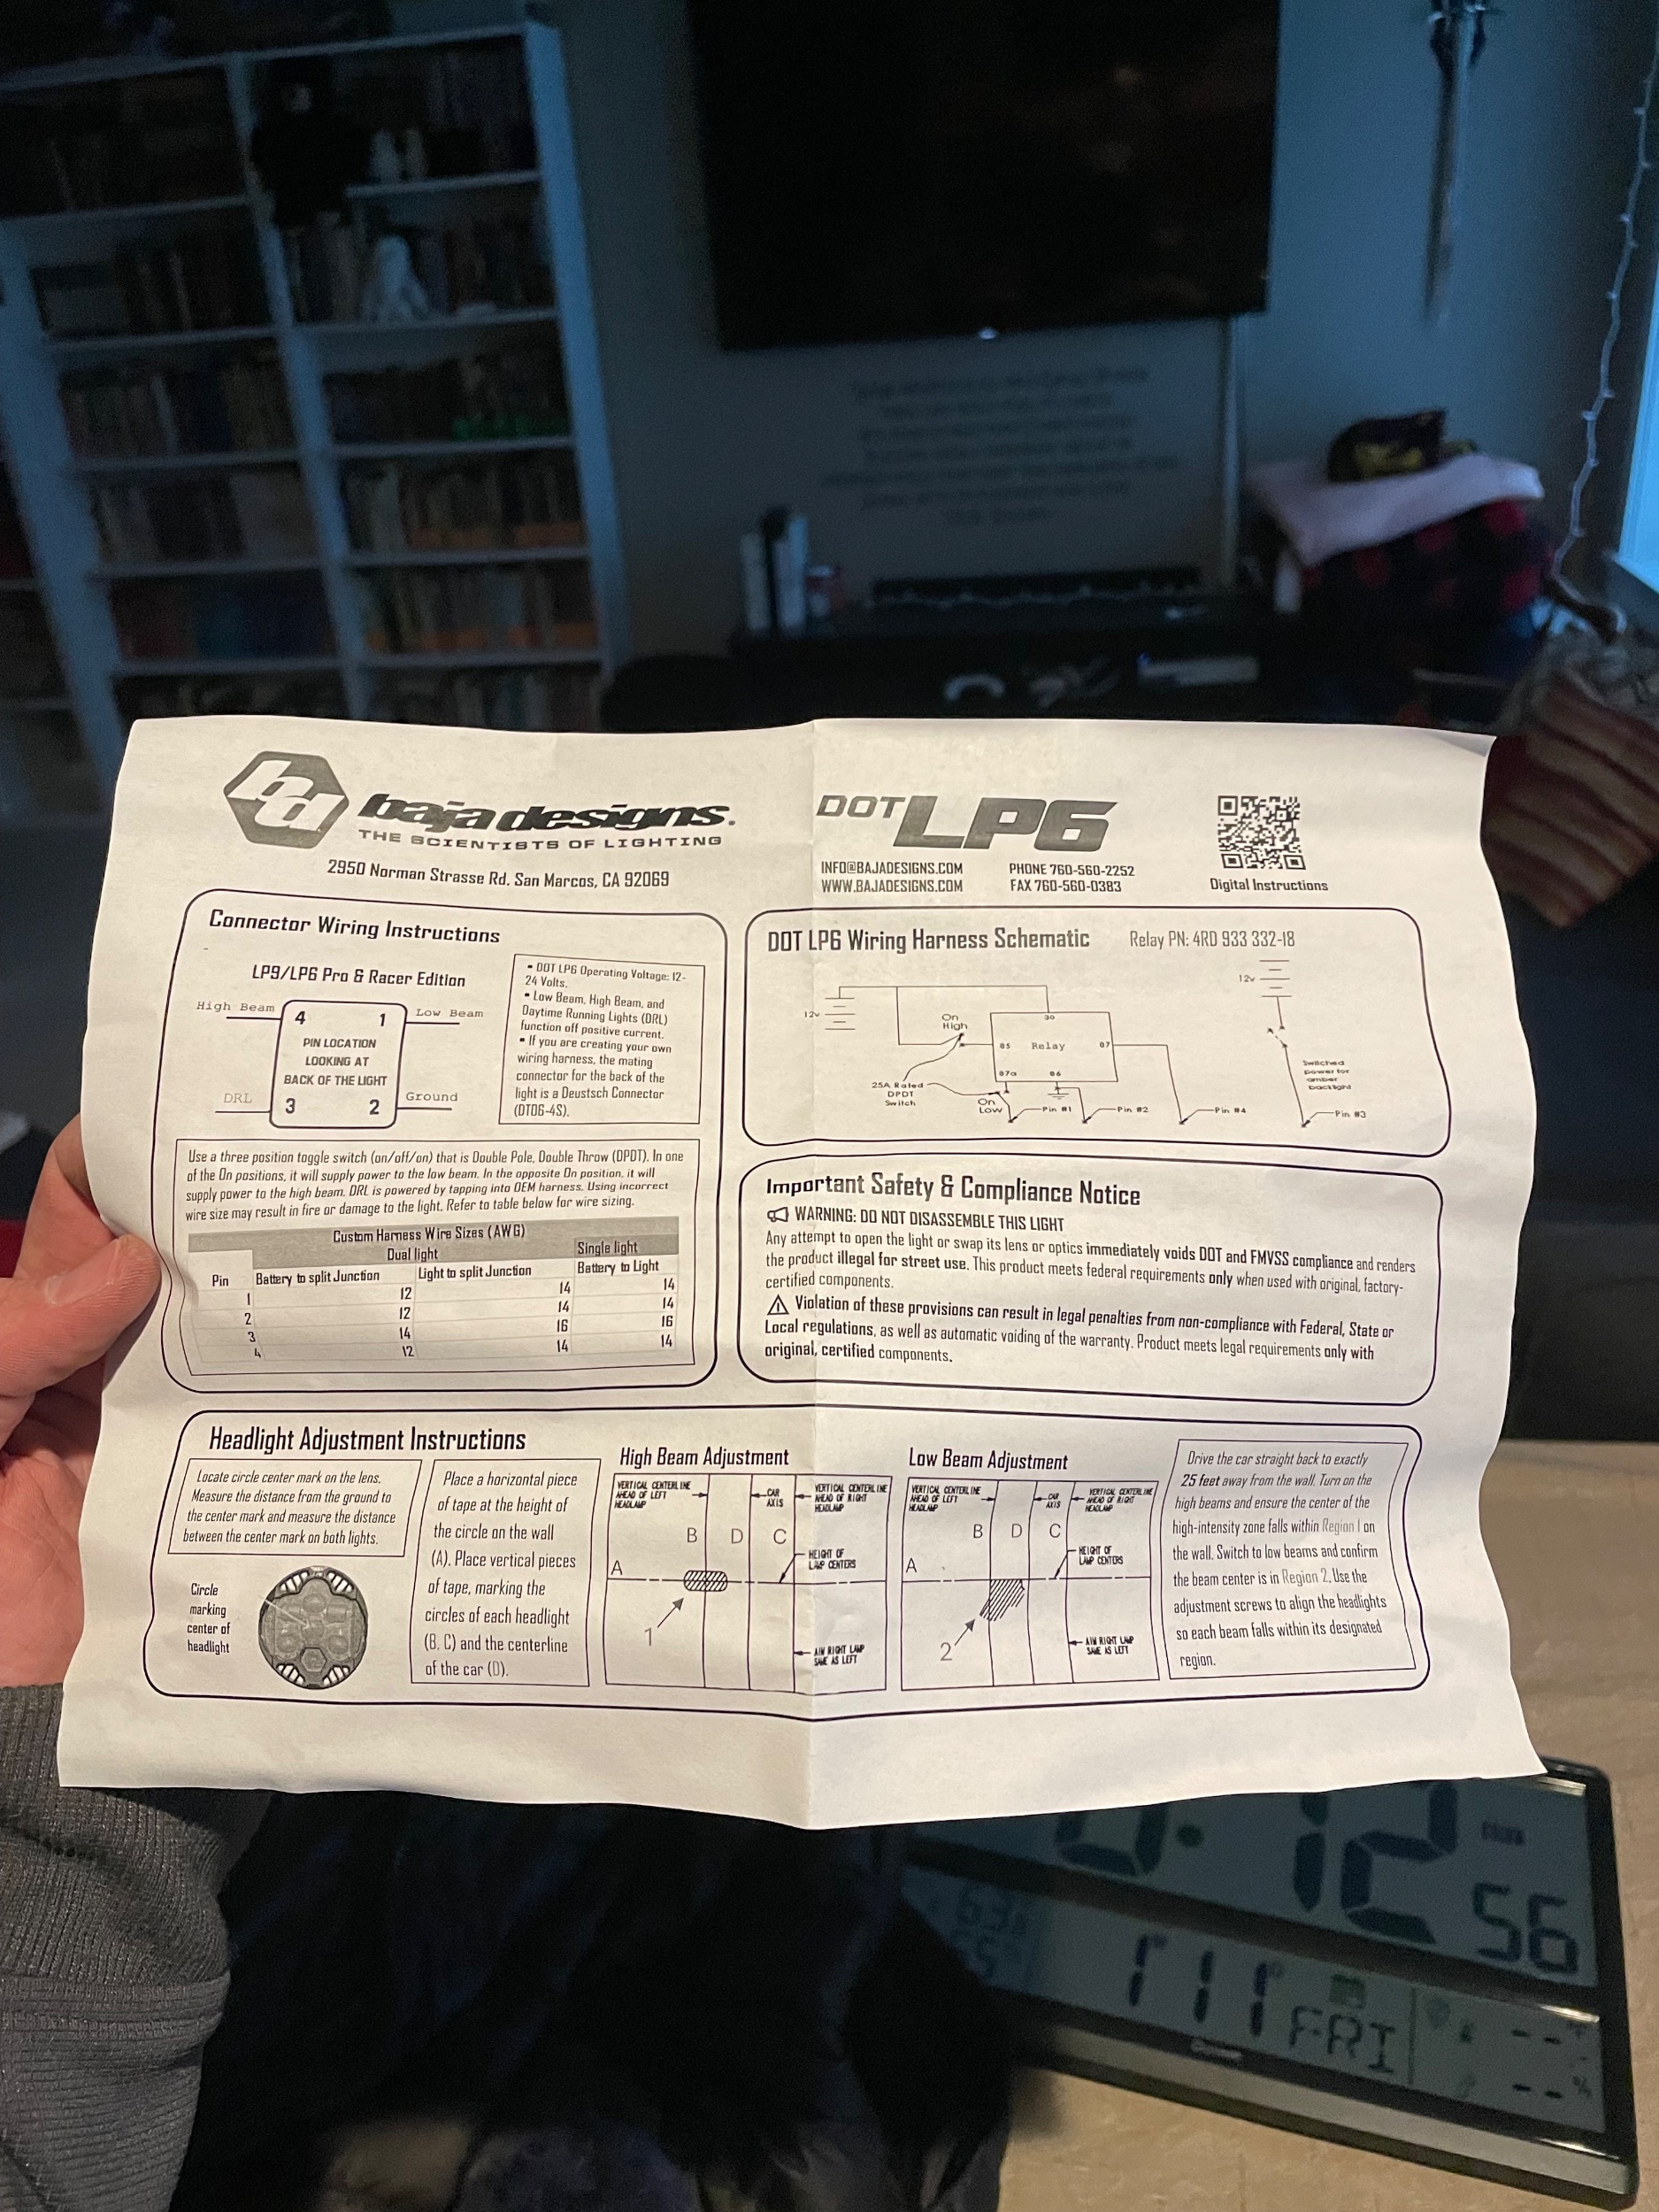 bd baja designs.
THE SCIENTISTS OF LIGHTING
2950 Norman Strasse Rd. San Marcos, CA 92069
DOT LP6
INFO@BAJADESIGNS.COM PHONE 760-560-2252
WWW.BAJADESIGNS.COM FAX 760-560-0383
Digital Instructions
Connector Wiring Instructions
LP9/LP6 Pro & Racer Edition
High Beam
4 1
Low Beam
PIN LOCATION
LOOKING AT
BACK OF THE LIGHT
DRL
3 2
Ground
• DOT LP6 Operating Voltage: 12-
24 Volts.
• Low Beam, High Beam, and
Daytime Running Lights (DRL)
function off positive current.
• If you are creating your own
wiring harness, the mating
connector for the back of the
light is a Deustsch Connector
(DT06-4S).
Use a three position toggle switch (on/off/on) that is Double Pole, Double Throw (DPDT). In one
of the On positions, it will supply power to the low beam. In the opposite On position, it will
supply power to the high beam. DRL is powered by tapping into OEM harness. Using incorrect
wire size may result in fire or damage to the light. Refer to table below for wire sizing.
Custom Harness Wire Sizes (AWG)
Dual light Single light
Pin Battery to split Junction Light to split Junction Battery to Light
1 12 14 14
2 12 14 14
3 14 16 16
4 12 14 14
DOT LP6 Wiring Harness Schematic Relay PN: 4RD 933 332-18
12v
12v
On
High
30
85 Relay 87
87a 86
25A Rated
DPDT
Switch
On
Low
Pin #1
Pin #2
Pin #4
Switched
power for
amber
backlight
Pin #3
Important Safety & Compliance Notice
WARNING: DO NOT DISASSEMBLE THIS LIGHT
Any attempt to open the light or swap its lens or optics immediately voids DOT and FMVSS compliance and renders
the product illegal for street use. This product meets federal requirements only when used with original, factory-
certified components.
Violation of these provisions can result in legal penalties from non-compliance with Federal, State or
Local regulations, as well as automatic voiding of the warranty. Product meets legal requirements only with
original, certified components.
Headlight Adjustment Instructions
Locate circle center mark on the lens.
Measure the distance from the ground to
the center mark and measure the distance
between the center mark on both lights.
Circle
marking
center of
headlight
Place a horizontal piece
of tape at the height of
the circle on the wall
(A). Place vertical pieces
of tape, marking the
circles of each headlight
(B. C) and the centerline
of the car (D).
High Beam Adjustment
VERTICAL CENTERLINE
AHEAD OF LEFT
HEADLAMP
CAR
AXIS
VERTICAL CENTERLINE
AHEAD OF RIGHT
HEADLAMP
B D C
A
HEIGHT OF
LAMP CENTERS
1
AIM RIGHT LAMP
SAME AS LEFT
Low Beam Adjustment
VERTICAL CENTERLINE
AHEAD OF LEFT
HEADLAMP
CAR
AXIS
VERTICAL CENTERLINE
AHEAD OF RIGHT
HEADLAMP
B D C
A
HEIGHT OF
LAMP CENTERS
2
AIM RIGHT LAMP
SAME AS LEFT
Drive the car straight back to exactly
25 feet away from the wall. Turn on the
high beams and ensure the center of the
high-intensity zone falls within Region 1 on
the wall. Switch to low beams and confirm
the beam center is in Region 2. Use the
adjustment screws to align the headlights
so each beam falls within its designated
region.
12 56
FRI